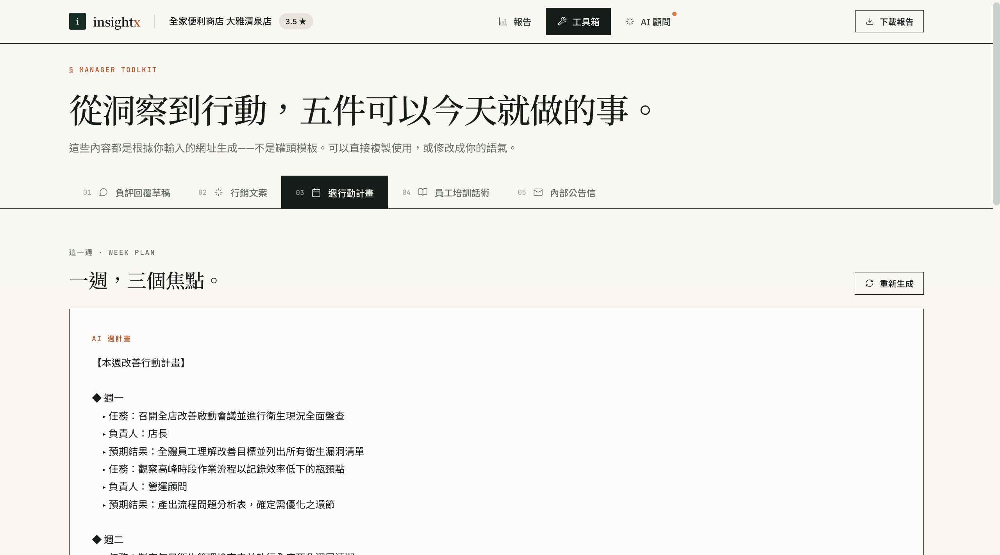 i insightx 全家便利商店 大雅清泉店 3.5 ★ 報告 工具箱 AI 顧問 下載報告
§ MANAGER TOOLKIT
從洞察到行動，五件可以今天就做的事。
這些內容都是根據你輸入的網址生成——不是罐頭模板。可以直接複製使用，或修改成你的語氣。
01 負評回覆草稿 02 行銷文案 03 週行動計畫 04 員工培訓話術 05 內部公告信
這一週 · WEEK PLAN
一週，三個焦點。
重新生成
AI 週計畫
【本週改善行動計畫】
◆ 週一
▸ 任務：召開全店改善啟動會議並進行衛生現況全面盤查
▸ 負責人：店長
▸ 預期結果：全體員工理解改善目標並列出所有衛生漏洞清單
▸ 任務：觀察高峰時段作業流程以記錄效率低下的瓶頸點
▸ 負責人：營運顧問
▸ 預期結果：產出流程問題分析表，確定需優化之環節
◆ 週二